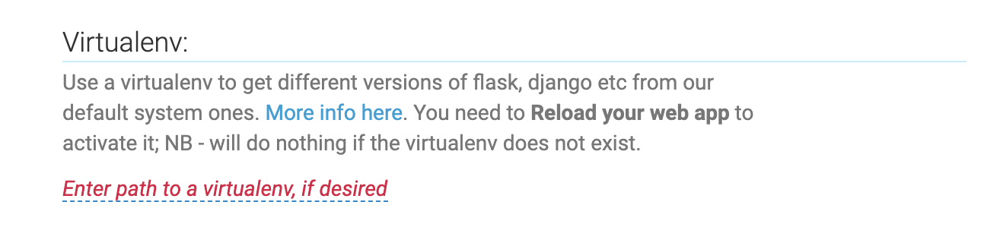 Virtualenv:
Use a virtualenv to get different versions of flask, django etc from our
default system ones. More info here. You need to Reload your web app to
activate it; NB - will do nothing if the virtualenv does not exist.
Enter path to a virtualenv, if desired